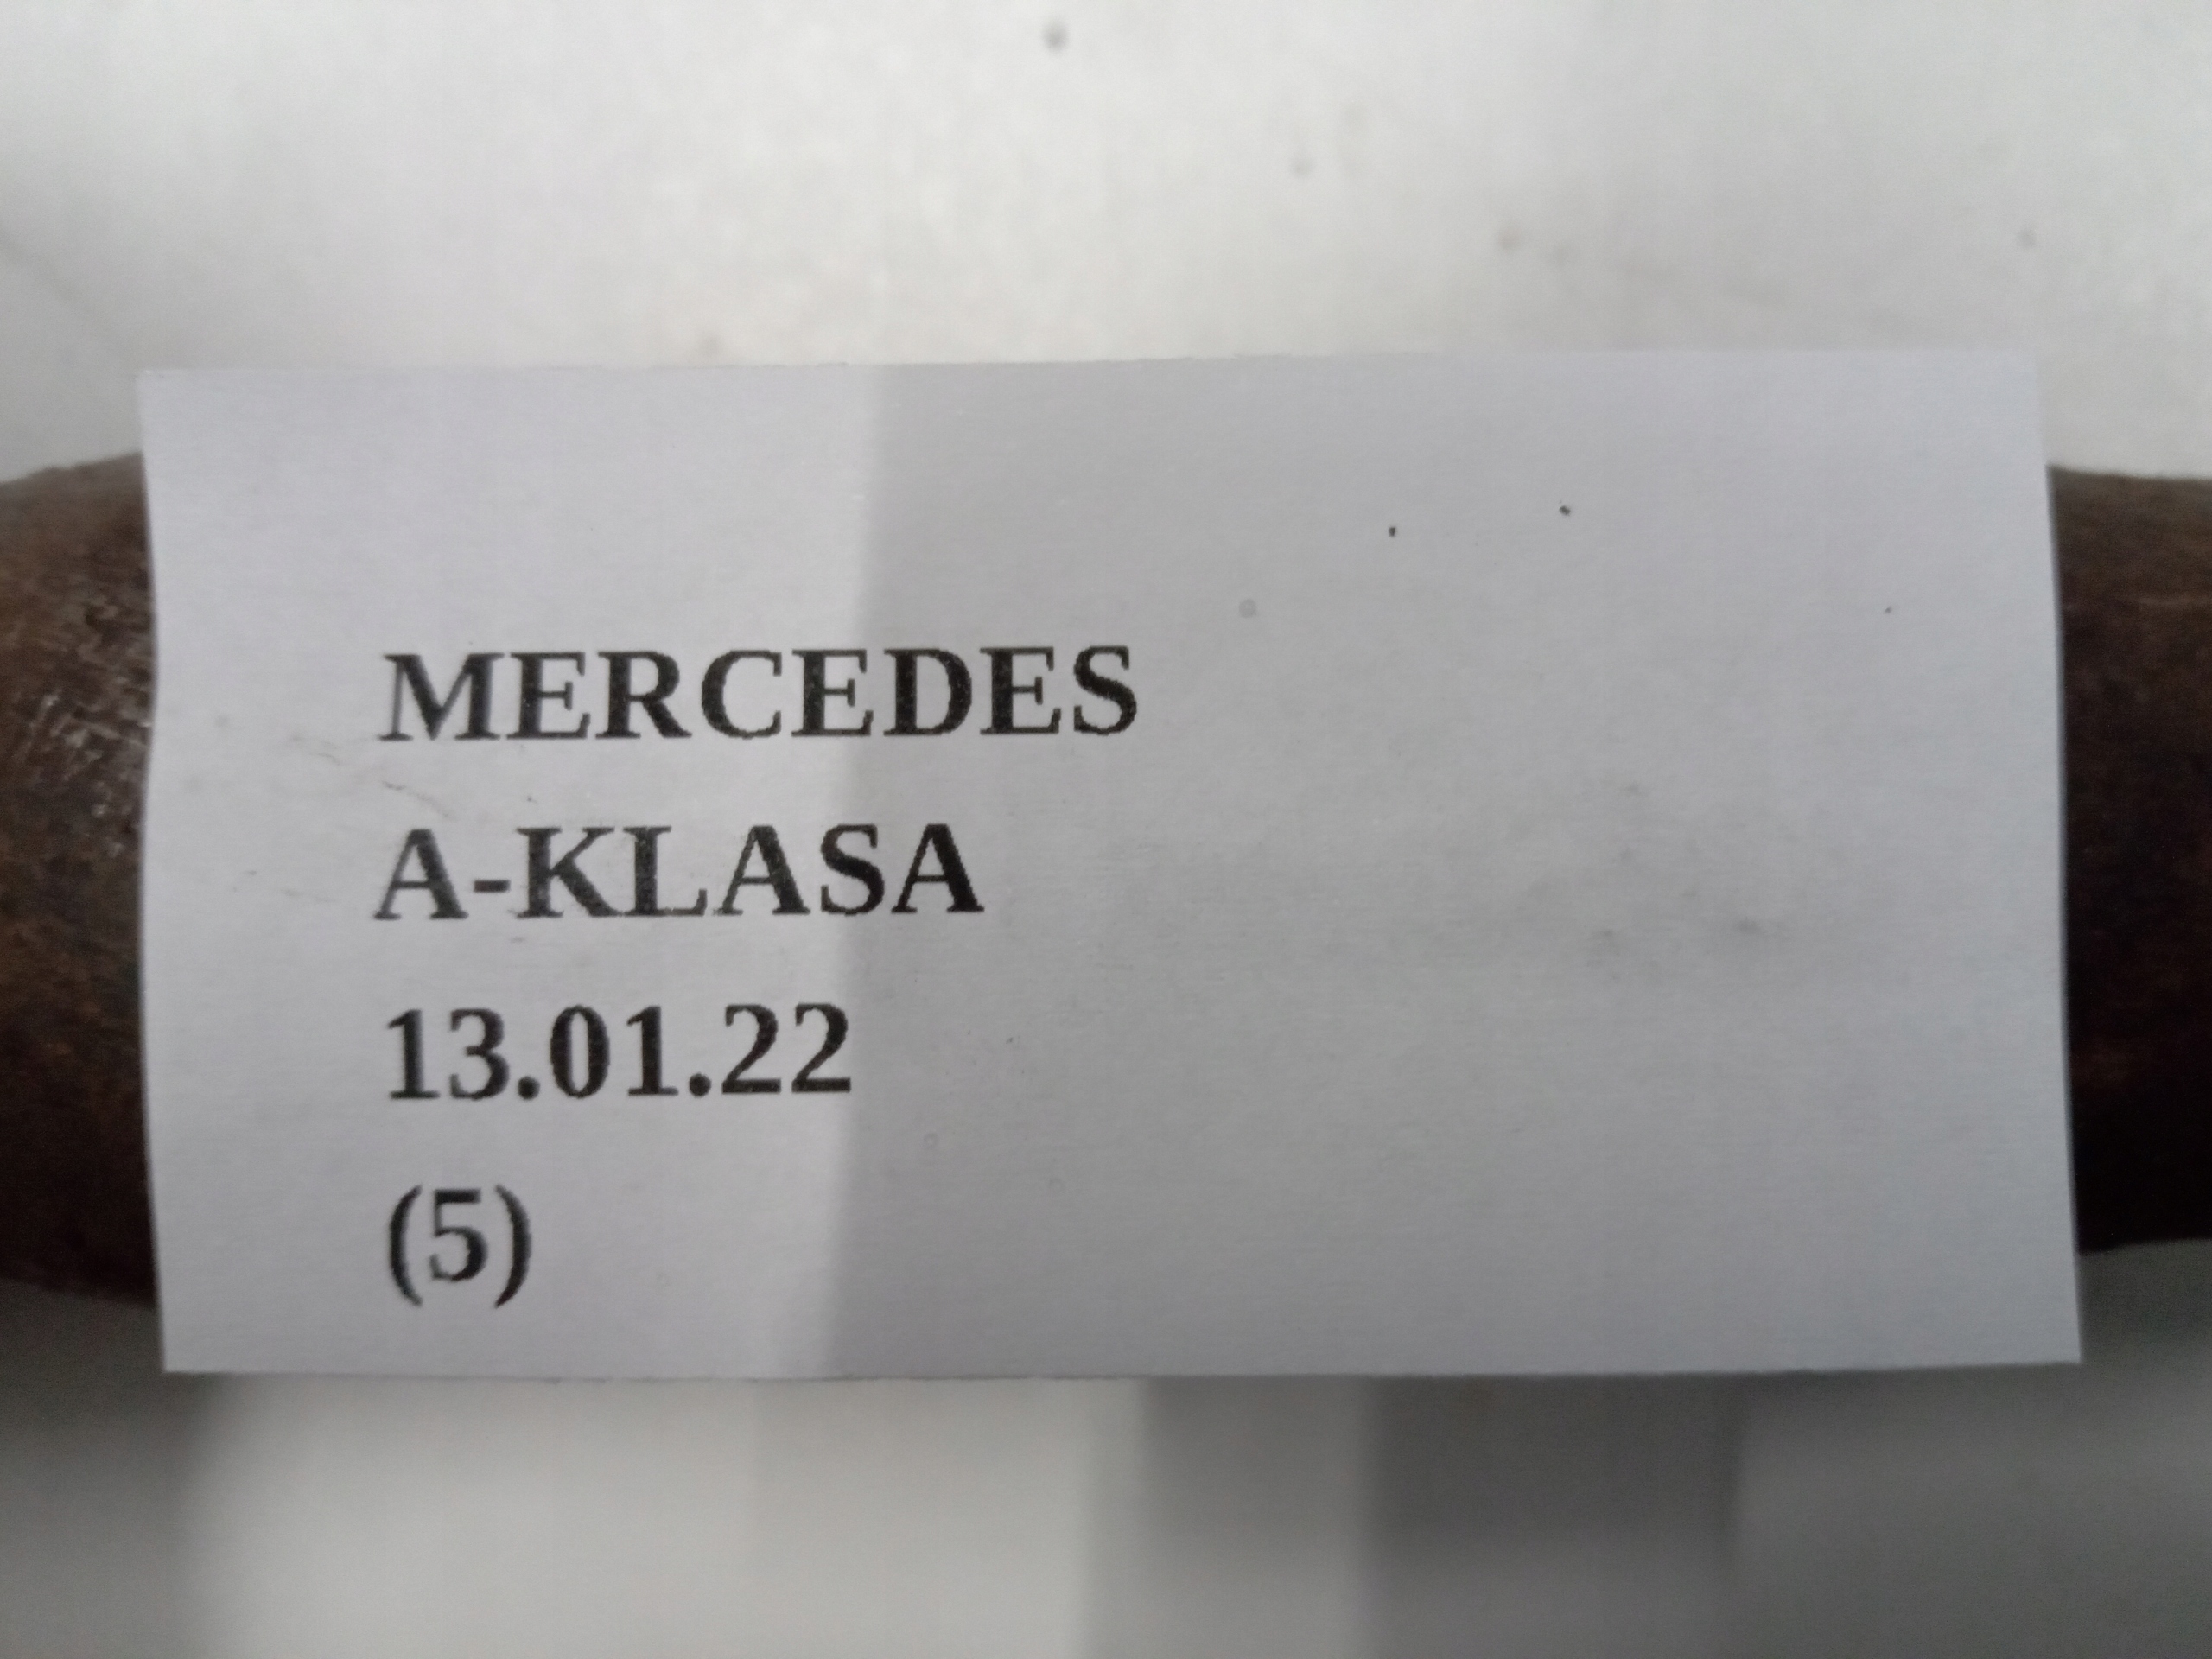 MERCEDES
A-KLASA
13.01.22
(5)